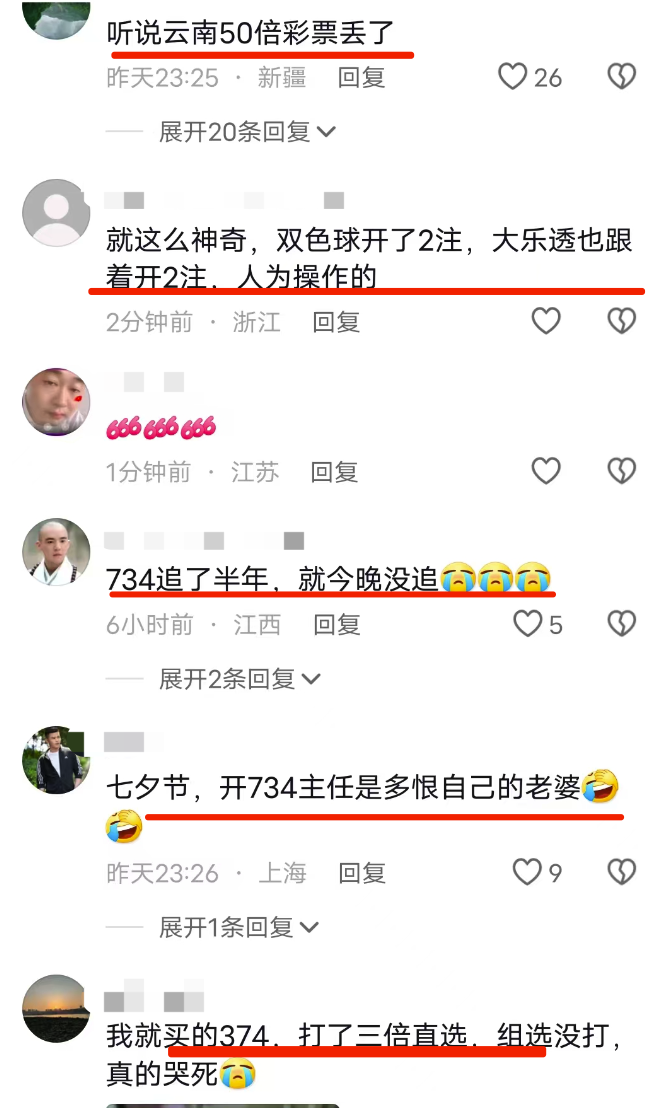 听说云南50倍彩票丢了
昨天23:25 · 新疆 回复 26
展开20条回复
就这么神奇，双色球开了2注，大乐透也跟
着开2注，人为操作的
2分钟前 · 浙江 回复
666 666 666
1分钟前 · 江苏 回复
734追了半年，就今晚没追😭😭😭
6小时前 · 江西 回复 5
展开2条回复
七夕节，开734主任是多恨自己的老婆🤣
🤣
昨天23:26 · 上海 回复 9
展开1条回复
我就买的374，打了三倍直选，组选没打，
真的哭死😭